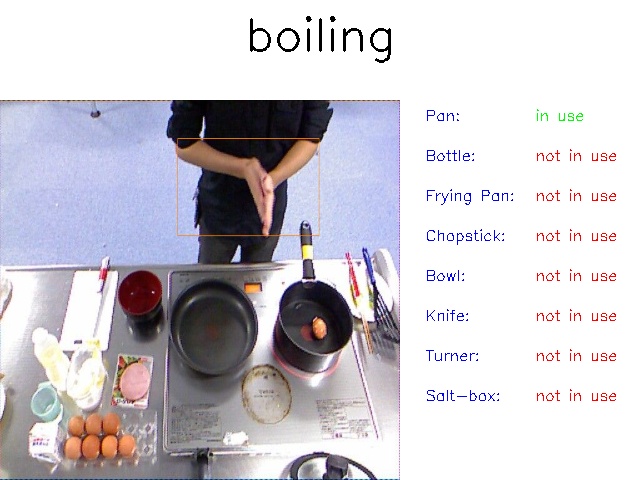 boiling
Pan: in use
Bottle: not in use
Frying Pan: not in use
Chopstick: not in use
Bowl: not in use
Knife: not in use
Turner: not in use
Salt-box: not in use